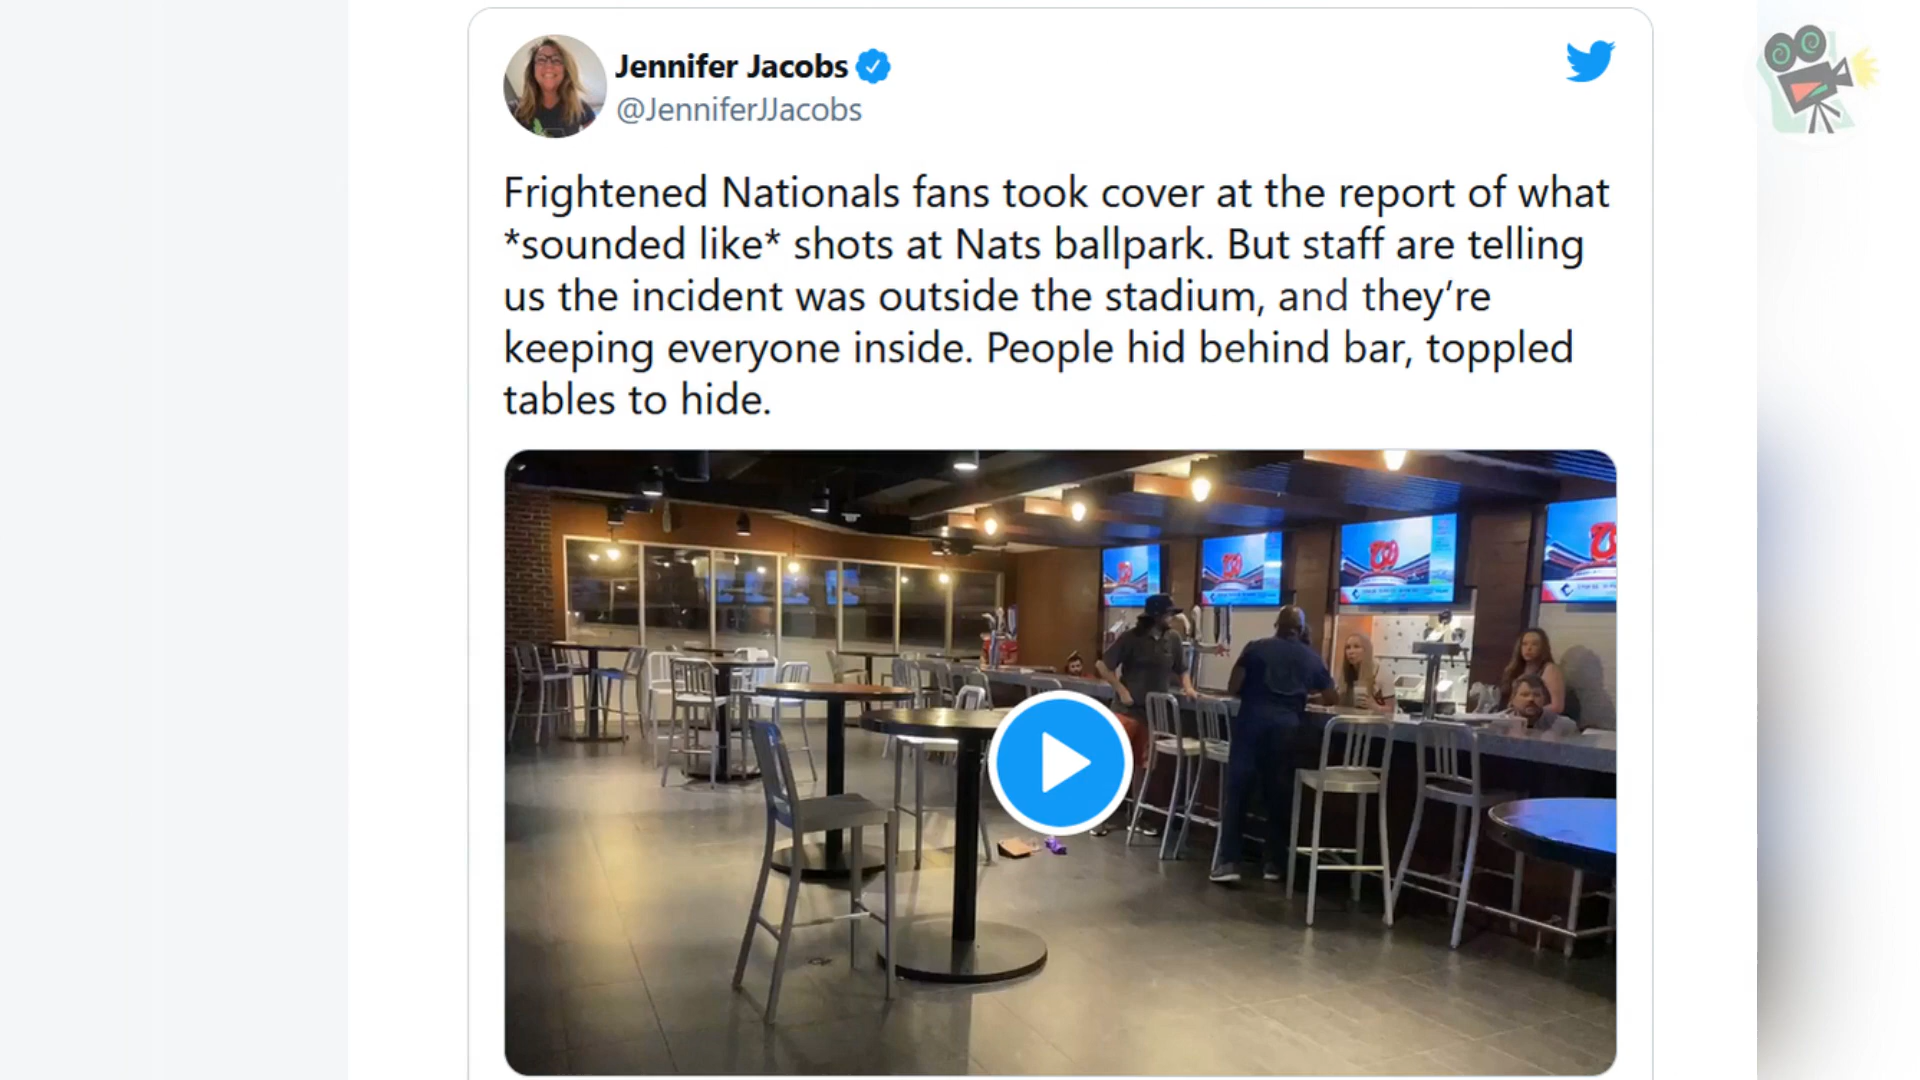 Jennifer Jacobs
@JenniferJJacobs
Frightened Nationals fans took cover at the report of what
*sounded like* shots at Nats ballpark. But staff are telling
us the incident was outside the stadium, and they’re
keeping everyone inside. People hid behind bar, toppled
tables to hide.